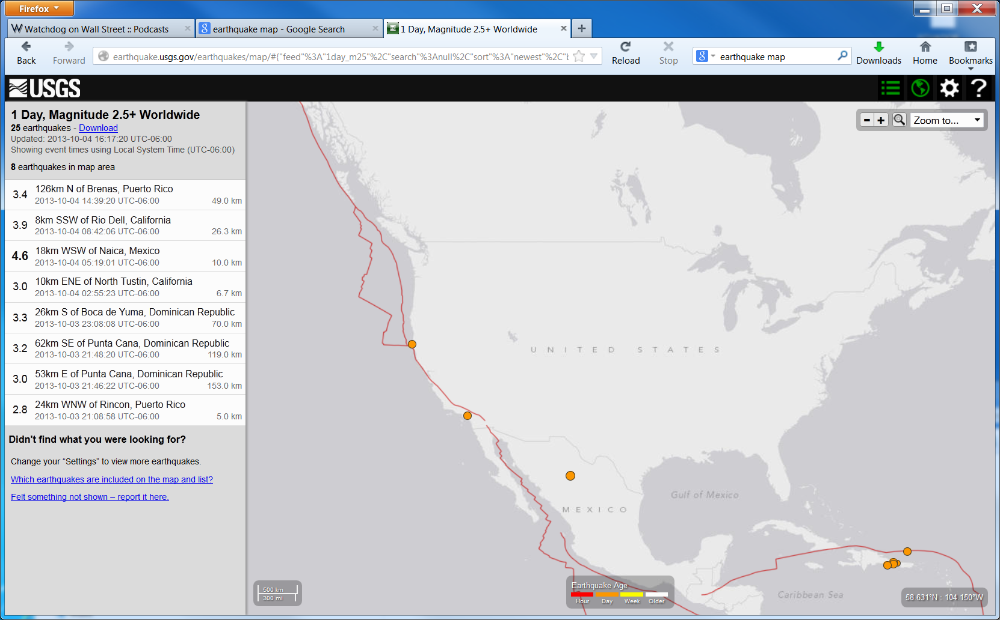 Firefox
Watchdog on Wall Street :: Podcasts
earthquake map - Google Search
1 Day, Magnitude 2.5+ Worldwide
Back
Forward
earthquake.usgs.gov/earthquakes/map/#{"feed"%3A"1day_m25"%2C"search"%3Anull%2C"sort"%3A"newest"%2C"b
Reload
Stop
g
earthquake map
Downloads
Home
Bookmarks
USGS
?
1 Day, Magnitude 2.5+ Worldwide
25 earthquakes - Download
Updated: 2013-10-04 16:17:20 UTC-06:00
Showing event times using Local System Time (UTC-06:00)
8 earthquakes in map area
3.4
126km N of Brenas, Puerto Rico
2013-10-04 14:39:20 UTC-06:00
49.0 km
3.9
8km SSW of Rio Dell, California
2013-10-04 08:42:06 UTC-06:00
26.3 km
4.6
18km WSW of Naica, Mexico
2013-10-04 05:19:01 UTC-06:00
10.0 km
3.0
10km ENE of North Tustin, California
2013-10-04 02:55:23 UTC-06:00
6.7 km
3.3
26km S of Boca de Yuma, Dominican Republic
2013-10-03 23:08:08 UTC-06:00
70.0 km
3.2
62km SE of Punta Cana, Dominican Republic
2013-10-03 21:48:20 UTC-06:00
119.0 km
3.0
53km E of Punta Cana, Dominican Republic
2013-10-03 21:46:22 UTC-06:00
153.0 km
2.8
24km WNW of Rincon, Puerto Rico
2013-10-03 21:08:58 UTC-06:00
5.0 km
Didn't find what you were looking for?
Change your “Settings” to view more earthquakes.
Which earthquakes are included on the map and list?
Felt something not shown – report it here.
Zoom to...
UNITED STATES
Gulf of Mexico
MEXICO
Caribbean Sea
500 km
300 mi
Earthquake Age
Hour
Day
Week
Older
58.631°N : 104.150°W